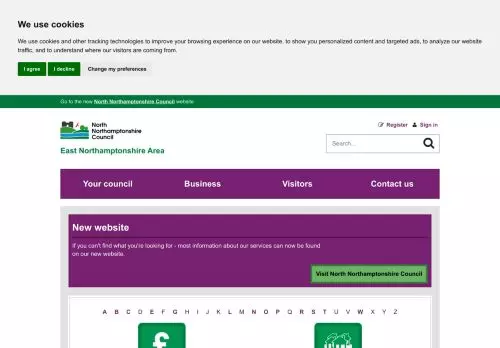 We use cookies
We use cookies and other tracking technologies to improve your browsing experience on our website, to show you personalized content and targeted ads, to analyze our website
traffic, and to understand where our visitors are coming from.
I agree
I decline
Change my preferences
Go to the new North Northamptonshire Council website
North
Northamptonshire
Council
East Northamptonshire Area
Register
Sign in
Search...
Your council
Business
Visitors
Contact us
New website
If you can't find what you're looking for - most information about our services can now be found
on our new website.
Visit North Northamptonshire Council
A B C D E F G H I J K L M N O P Q R S T U V W X Y Z
£